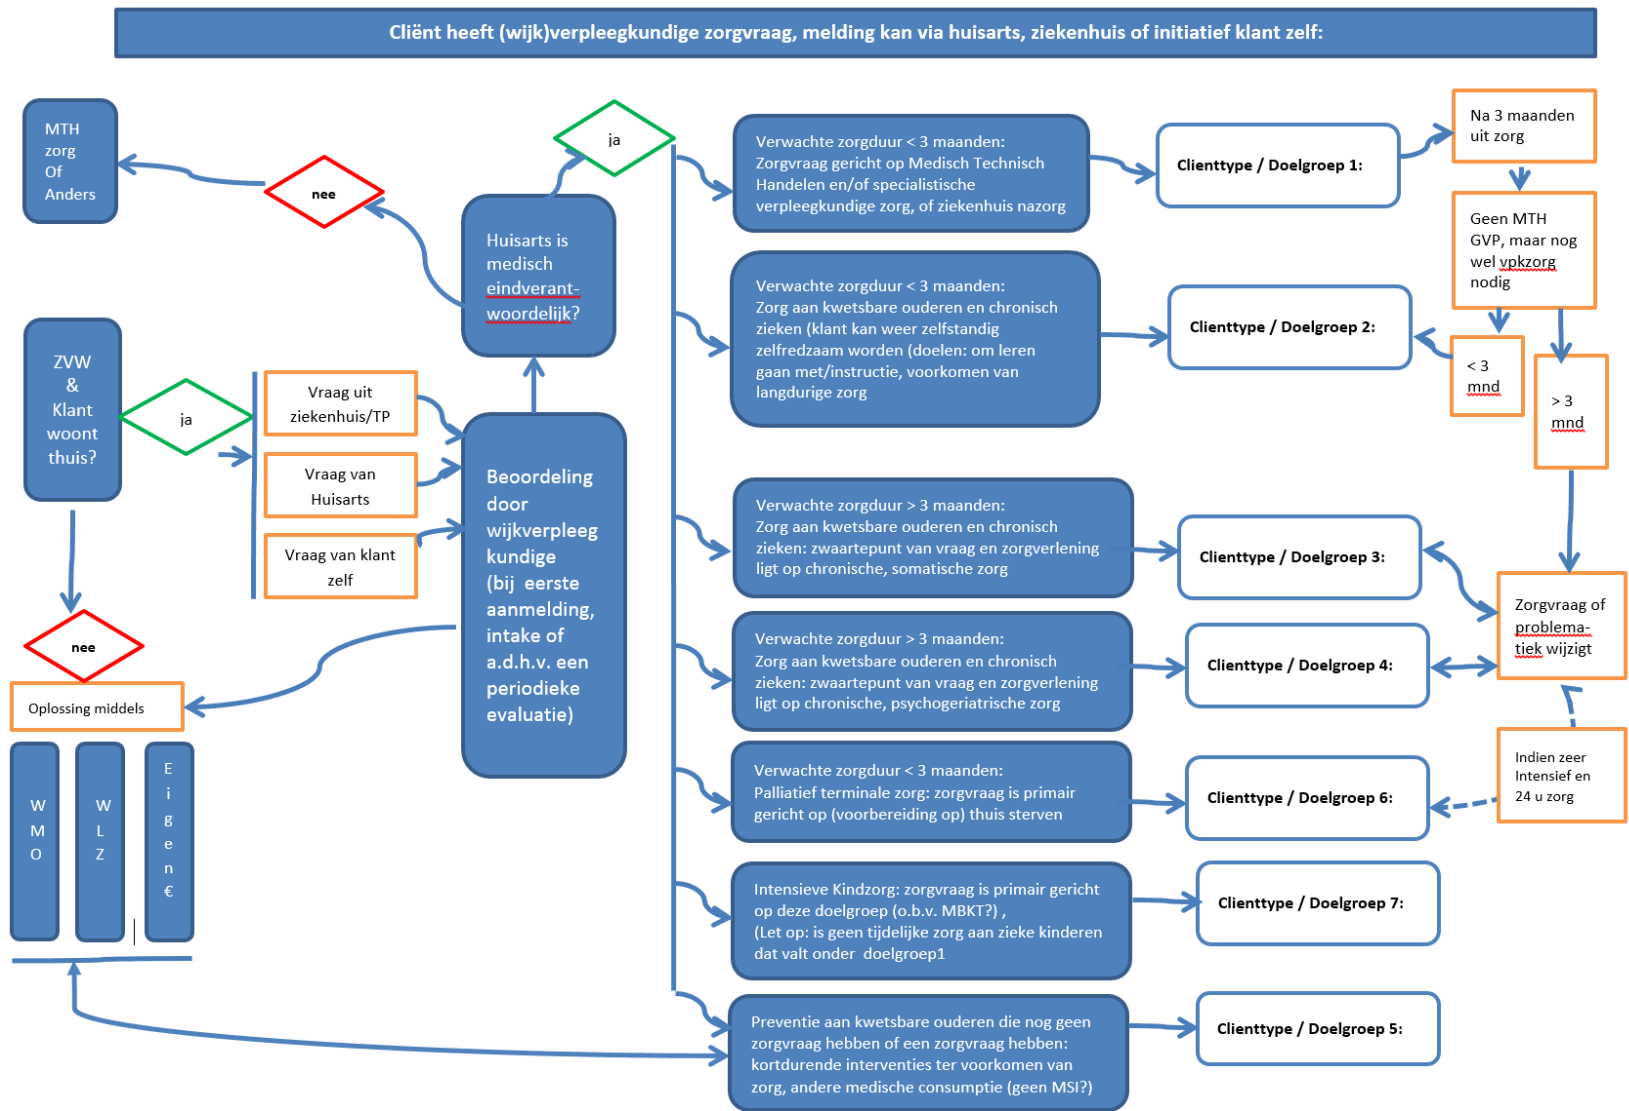 Cliënt heeft (wijk)verpleegkundige zorgvraag, melding kan via huisarts, ziekenhuis of initiatief klant zelf:
MTH
zorg
Of
Anders
nee
ja
Huisarts is
medisch
eindverant-
woordelijk?
ZVW
&
Klant
woont
thuis?
ja
Vraag uit
ziekenhuis/TP
Vraag van
Huisarts
Vraag van klant
zelf
Beoordeling
door
wijkverpleeg
kundige
(bij eerste
aanmelding,
intake of
a.d.h.v. een
periodieke
evaluatie)
nee
Oplossing middels
W
M
O
W
L
Z
E
i
g
e
n
€
Verwachte zorgduur < 3 maanden:
Zorgvraag gericht op Medisch Technisch
Handelen en/of specialistische
verpleegkundige zorg, of ziekenhuis nazorg
Clienttype / Doelgroep 1:
Na 3 maanden
uit zorg
Geen MTH
GVP, maar nog
wel vpkzorg
nodig
Verwachte zorgduur < 3 maanden:
Zorg aan kwetsbare ouderen en chronisch
zieken (klant kan weer zelfstandig
zelfredzaam worden (doelen: om leren
gaan met/instructie, voorkomen van
langdurige zorg
Clienttype / Doelgroep 2:
< 3
mnd
> 3
mnd
Verwachte zorgduur > 3 maanden:
Zorg aan kwetsbare ouderen en chronisch
zieken: zwaartepunt van vraag en zorgverlening
ligt op chronische, somatische zorg
Clienttype / Doelgroep 3:
Zorgvraag of
problema-
tiek wijzigt
Verwachte zorgduur > 3 maanden:
Zorg aan kwetsbare ouderen en chronisch
zieken: zwaartepunt van vraag en zorgverlening
ligt op chronische, psychogeriatrische zorg
Clienttype / Doelgroep 4:
Verwachte zorgduur < 3 maanden:
Palliatief terminale zorg: zorgvraag is primair
gericht op (voorbereiding op) thuis sterven
Clienttype / Doelgroep 6:
Indien zeer
Intensief en
24 u zorg
Intensieve Kindzorg: zorgvraag is primair gericht
op deze doelgroep (o.b.v. MBKT?) ,
(Let op: is geen tijdelijke zorg aan zieke kinderen
dat valt onder doelgroep1
Clienttype / Doelgroep 7:
Preventie aan kwetsbare ouderen die nog geen
zorgvraag hebben of een zorgvraag hebben:
kortdurende interventies ter voorkomen van
zorg, andere medische consumptie (geen MSI?)
Clienttype / Doelgroep 5: